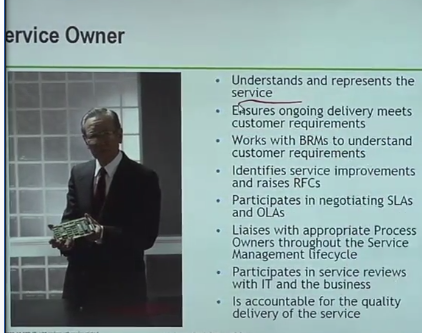 ervice Owner
• Understands and represents the
service
• Ensures ongoing delivery meets
customer requirements
• Works with BRMs to understand
customer requirements
• Identifies service improvements
and raises RFCs
• Participates in negotiating SLAs
and OLAs
• Liaises with appropriate Process
Owners throughout the Service
Management lifecycle
• Participates in service reviews
with IT and the business
• Is accountable for the quality
delivery of the service